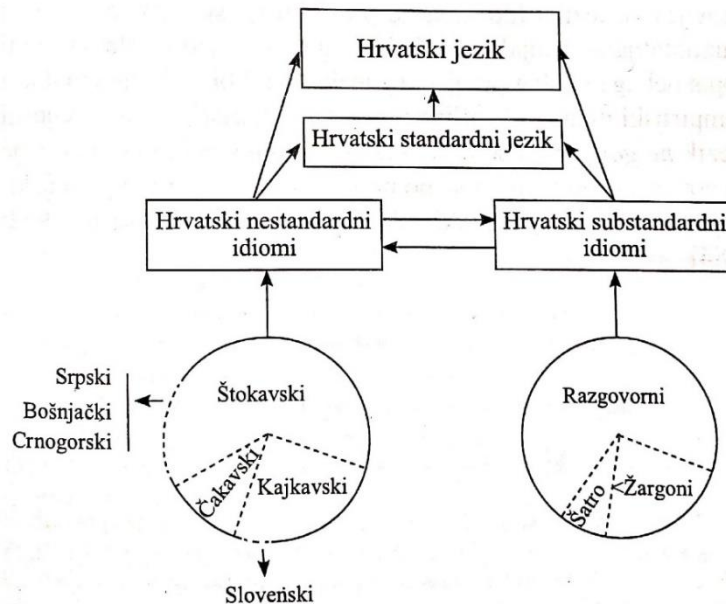 Hrvatski jezik
Hrvatski standardni jezik
Hrvatski nestandardni
idiomi
Hrvatski substandardni
idiomi
Srpski
Bošnjački
Crnogorski
Štokavski
Čakavski
Kajkavski
Slovenski
Razgovorni
Šatro
<Žargoni